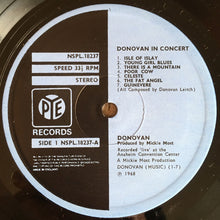 NSPL.18237
SPEED 33⅓ RPM
STEREO
PYE
RECORDS
SIDE 1 NSPL.18237-A
DONOVAN IN CONCERT
1. ISLE OF ISLAY
2. YOUNG GIRL BLUES
3. THERE IS A MOUNTAIN
4. POOR COW
5. CELESTE
6. THE FAT ANGEL
7. GUINEVERE
(All Composed by Donovan Leitch)
DONOVAN
Produced by Mickie Most
Recorded 'live' at the
Anaheim Convention Center
A Mickie Most Production
DONOVAN (MUSIC) (1-7)
℗ 1968